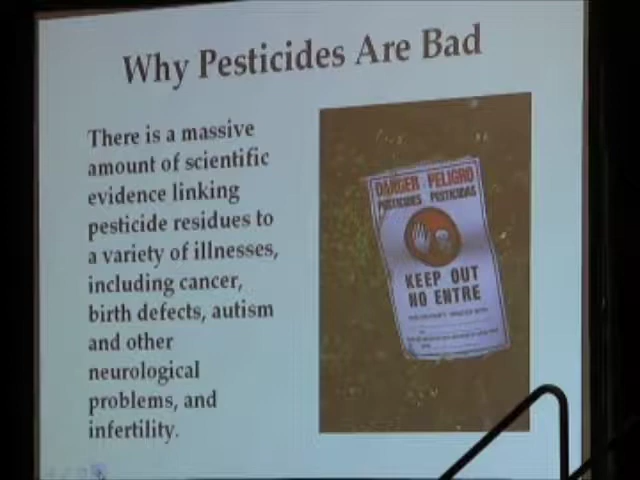 Why Pesticides Are Bad
There is a massive
amount of scientific
evidence linking
pesticide residues to
a variety of illnesses,
including cancer,
birth defects, autism
and other
neurological
problems, and
infertility.
DANGER PELIGRO
PESTICIDES PESTICIDAS
KEEP OUT
NO ENTRE